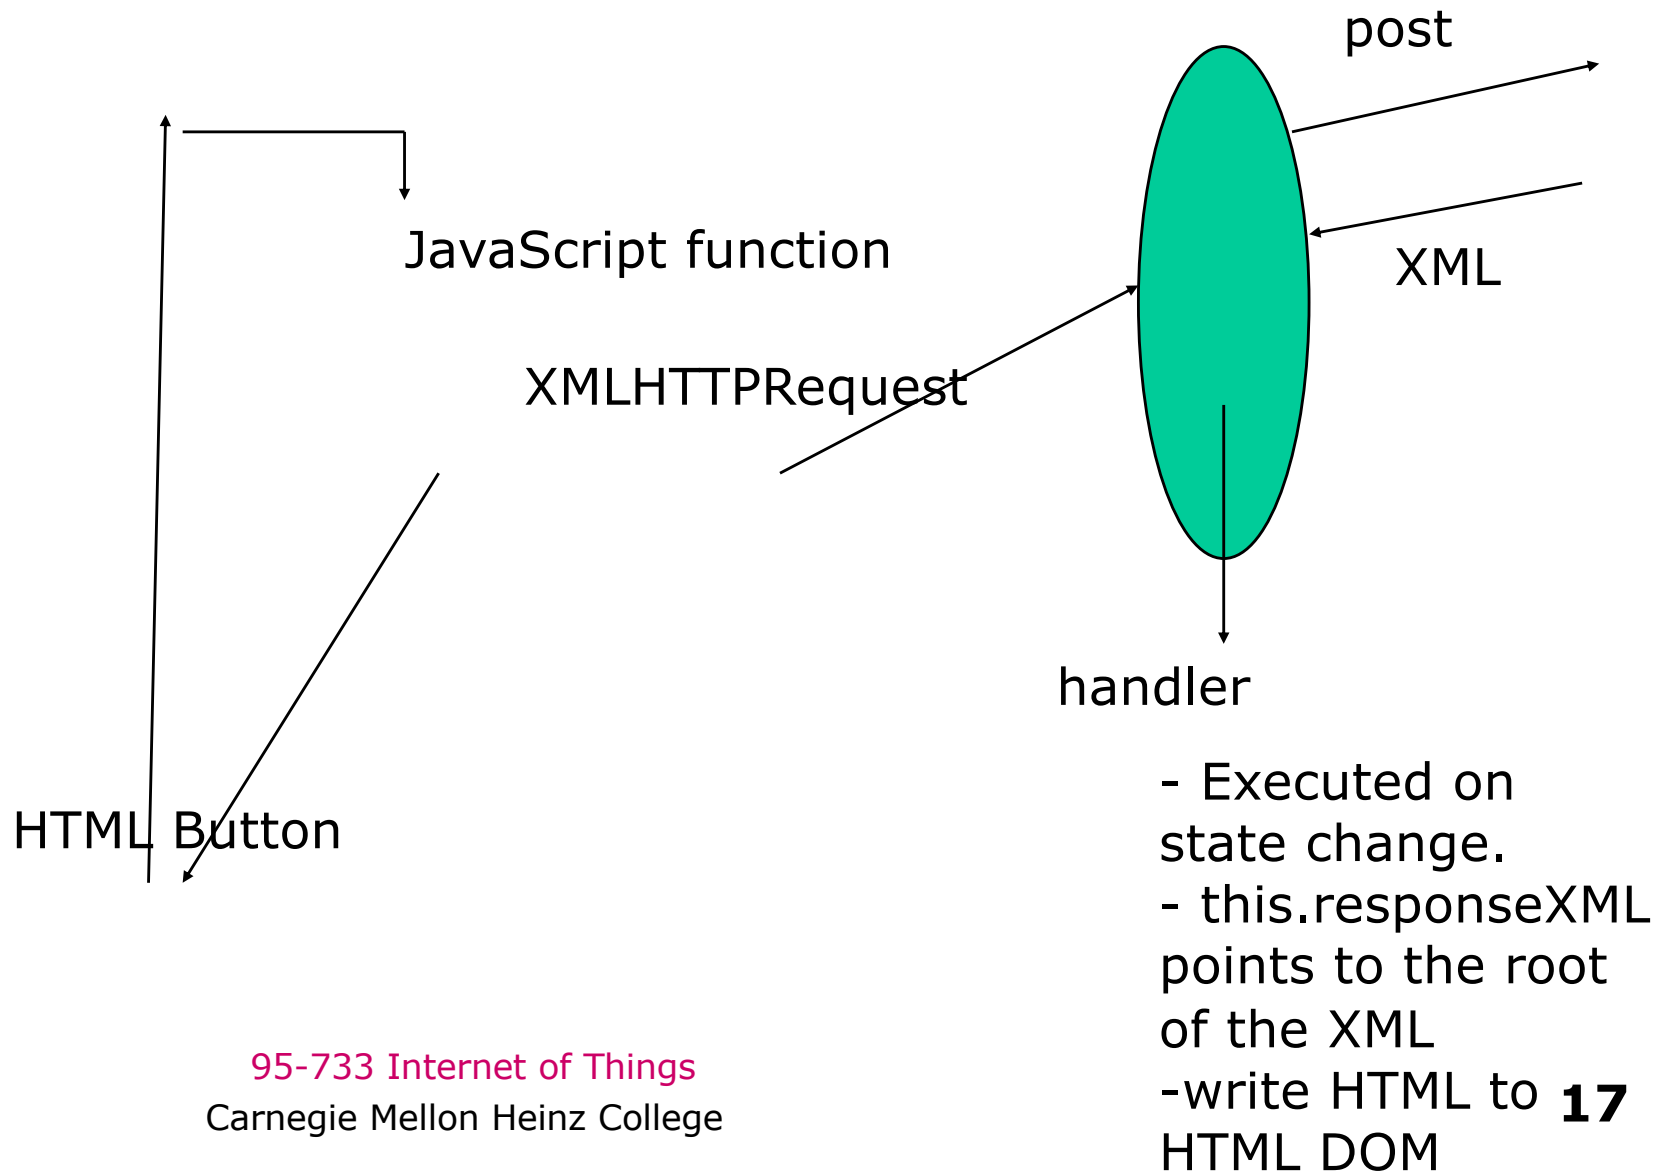 post
JavaScript function
XML
XMLHTTPRequest
handler
HTML Button
- Executed on
state change.
- this.responseXML
points to the root
of the XML
-write HTML to
HTML DOM
95-733 Internet of Things
Carnegie Mellon Heinz College
17